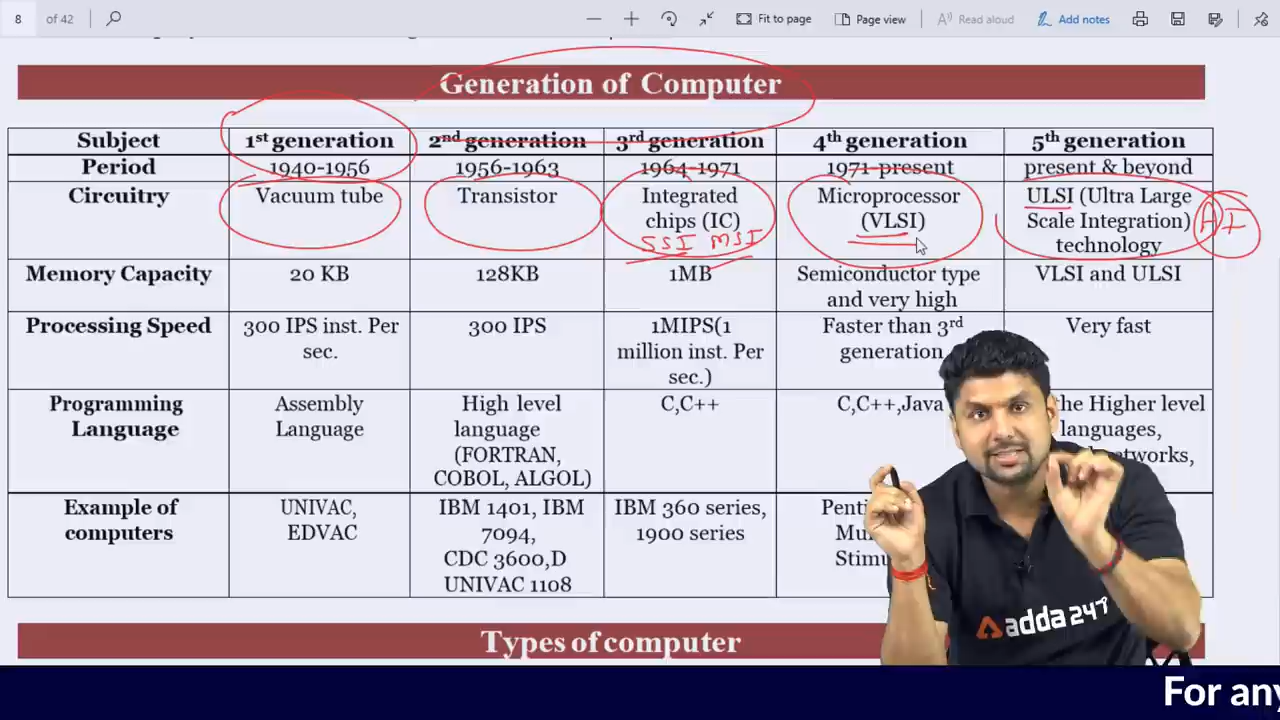 8 of 42 Fit to page Page view Read aloud Add notes
Generation of Computer
Subject 1st generation 2nd generation 3rd generation 4th generation 5th generation
Period 1940-1956 1956-1963 1964-1971 1971-present present & beyond
Circuitry Vacuum tube Transistor Integrated Microprocessor ULSI (Ultra Large
chips (IC) (VLSI) Scale Integration) AI
SSI MSI technology
Memory Capacity 20 KB 128KB 1MB Semiconductor type VLSI and ULSI
and very high
Processing Speed 300 IPS inst. Per 300 IPS 1MIPS(1 Faster than 3rd Very fast
sec. million inst. Per generation
sec.)
Programming Assembly High level C,C++ C,C++,Java the Higher level
Language Language language languages,
(FORTRAN,
COBOL, ALGOL)
Example of UNIVAC, IBM 1401, IBM IBM 360 series,
computers EDVAC 7094, 1900 series
CDC 3600,D
UNIVAC 1108
adda247
Types of computer
For any